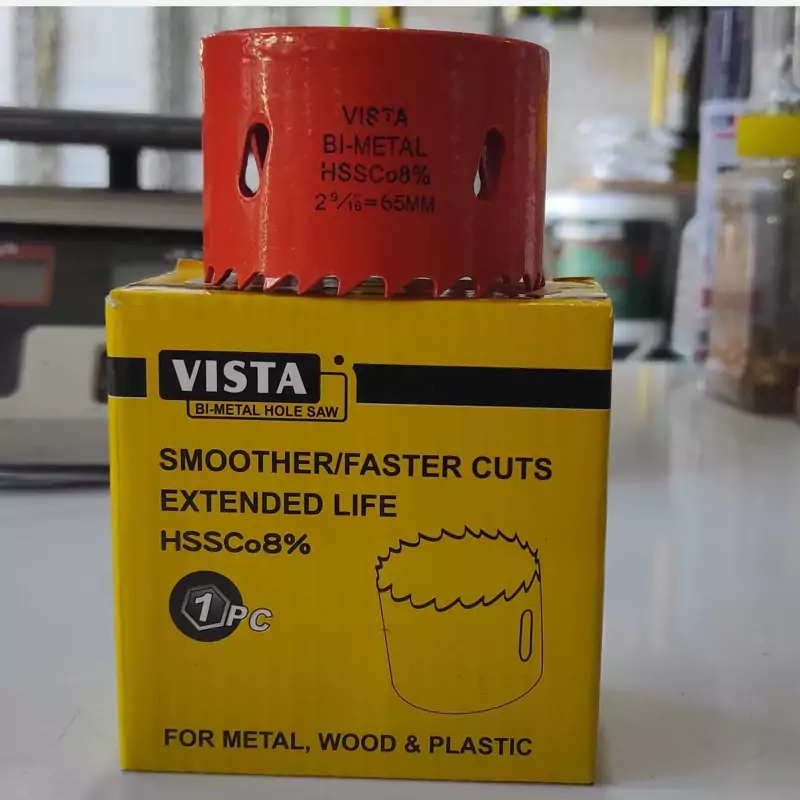 VISTA
BI-METAL
HSSCo8%
2 9/16=65MM
VISTA
BI-METAL HOLE SAW
SMOOTHER/FASTER CUTS
EXTENDED LIFE
HSSCo8%
1PC
FOR METAL, WOOD & PLASTIC